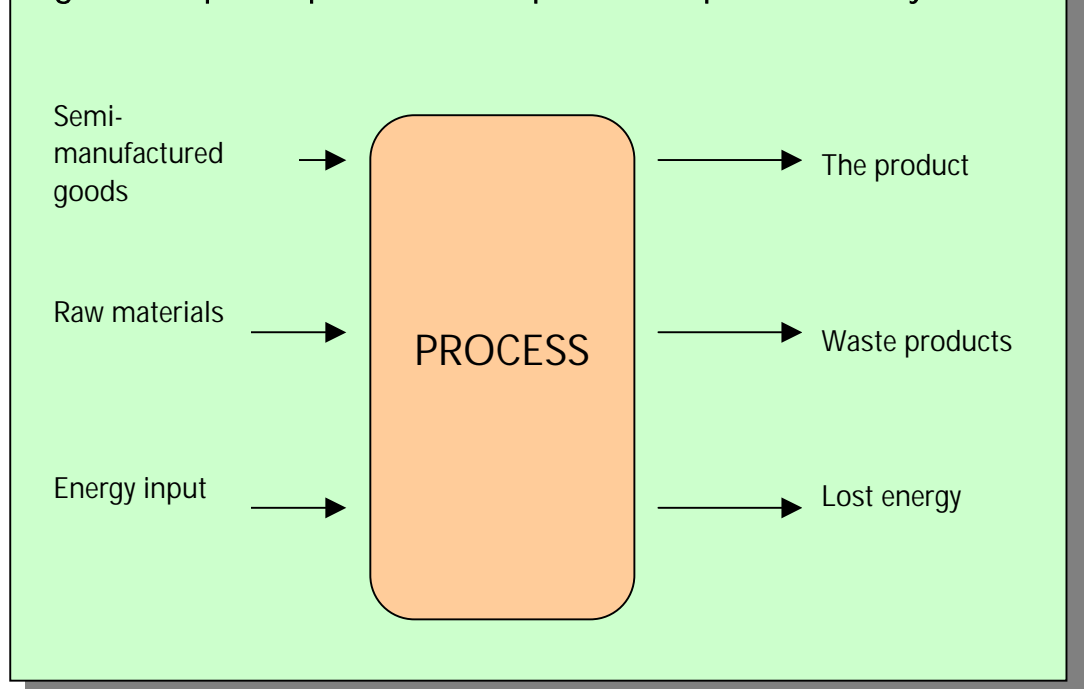 Semi-
manufactured
goods
The product
Raw materials
PROCESS
Waste products
Energy input
Lost energy